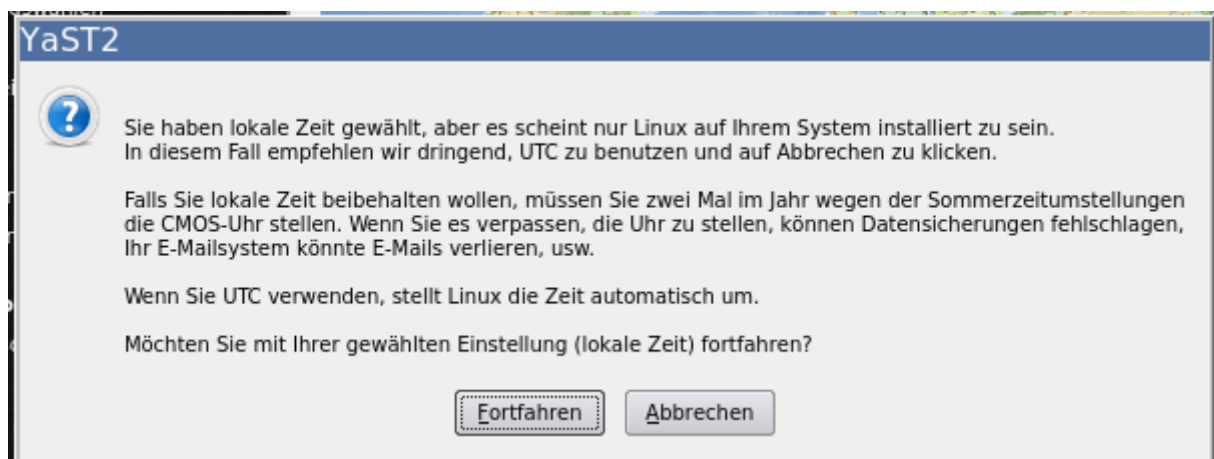 YaST2
Sie haben lokale Zeit gewählt, aber es scheint nur Linux auf Ihrem System installiert zu sein.
In diesem Fall empfehlen wir dringend, UTC zu benutzen und auf Abbrechen zu klicken.
Falls Sie lokale Zeit beibehalten wollen, müssen Sie zwei Mal im Jahr wegen der Sommerzeitumstellungen
die CMOS-Uhr stellen. Wenn Sie es verpassen, die Uhr zu stellen, können Datensicherungen fehlschlagen,
Ihr E-Mailsystem könnte E-Mails verlieren, usw.
Wenn Sie UTC verwenden, stellt Linux die Zeit automatisch um.
Möchten Sie mit Ihrer gewählten Einstellung (lokale Zeit) fortfahren?
Fortfahren Abbrechen